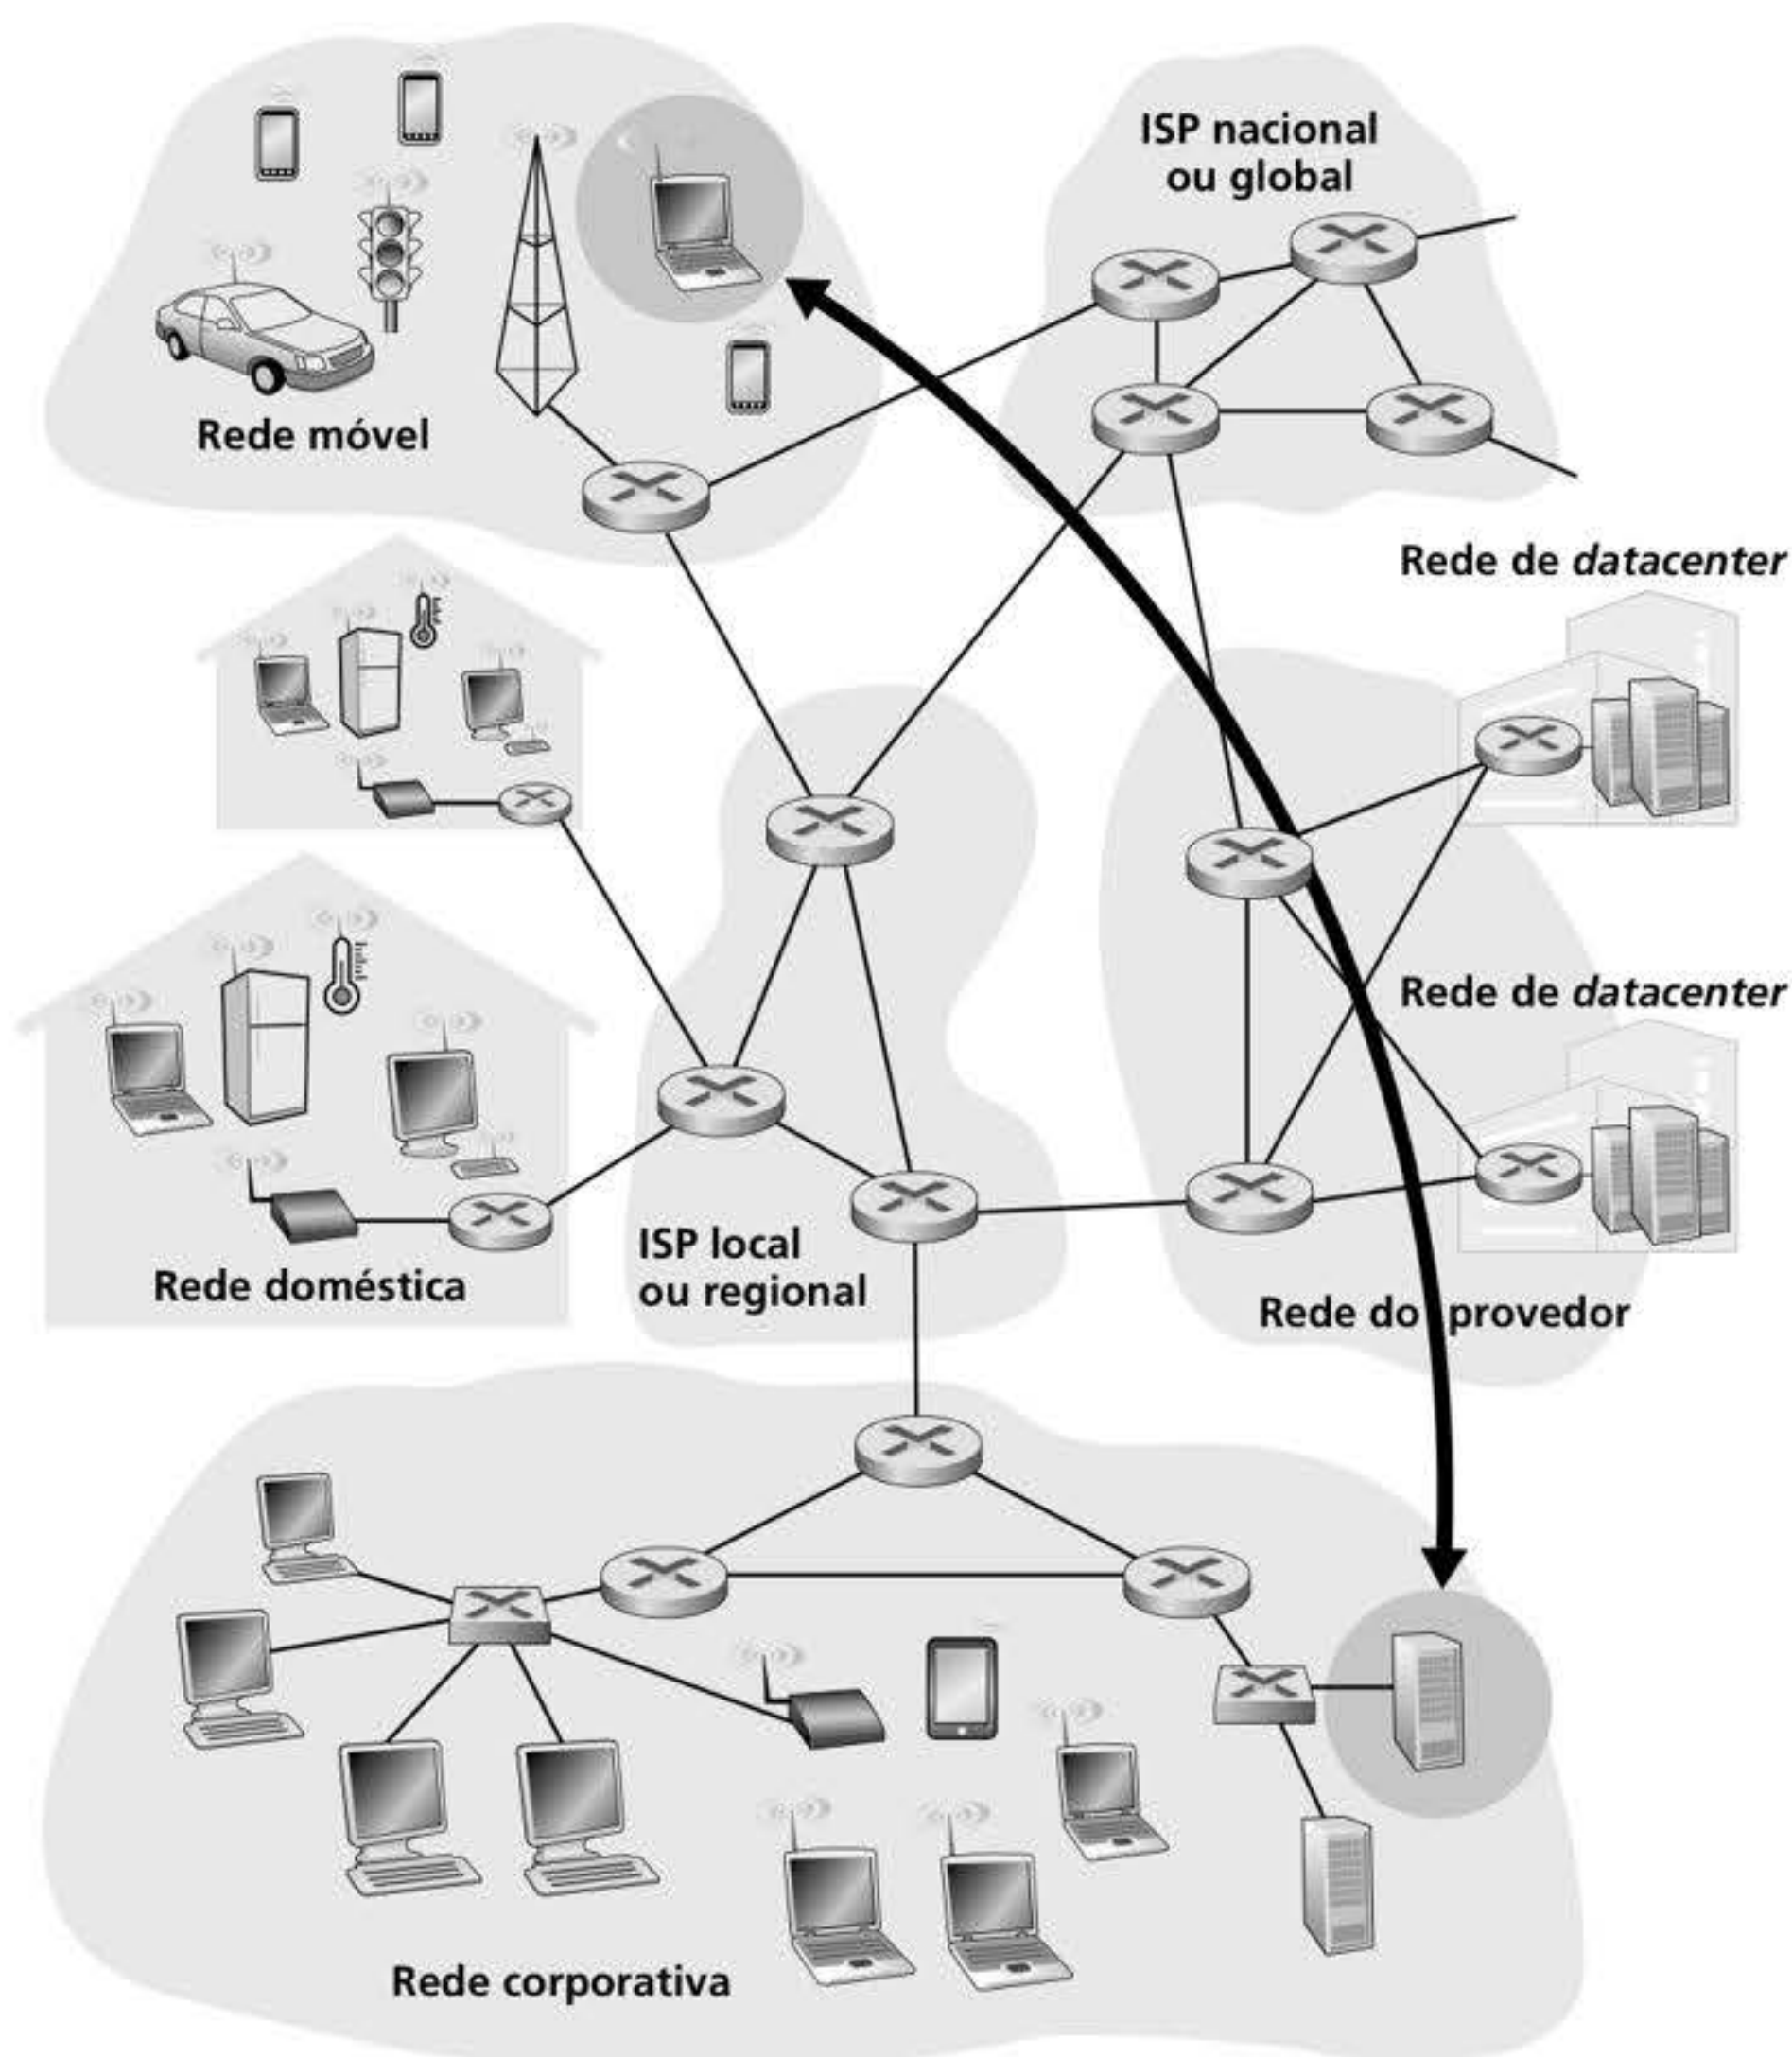 ISP nacional
ou global
Rede móvel
Rede de datacenter
Rede de datacenter
ISP local
ou regional
Rede doméstica
Rede do provedor
Rede corporativa